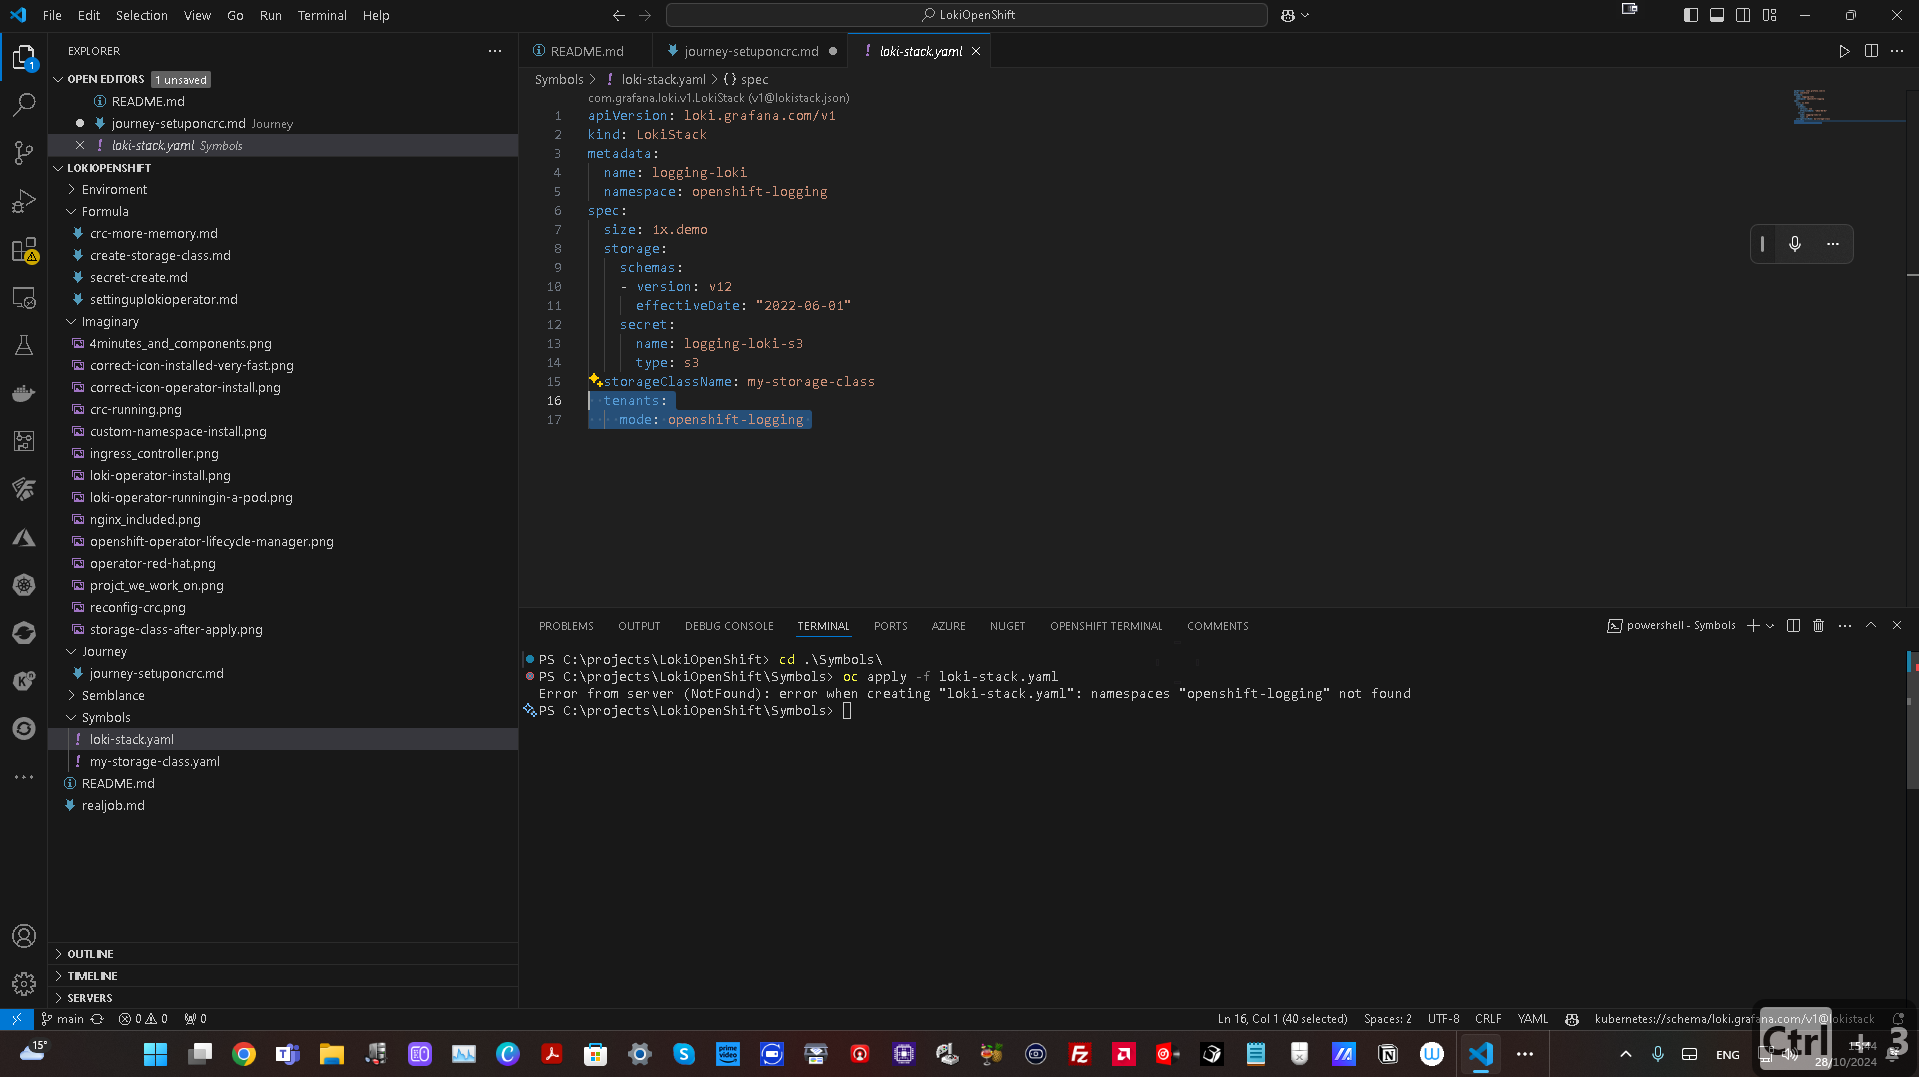 File Edit Selection View Go Run Terminal Help
LokiOpenShift
EXPLORER
OPEN EDITORS 1 unsaved
README.md
journey-setuponcrc.md Journey
loki-stack.yaml Symbols
LOKIOPENSHIFT
Enviroment
Formula
crc-more-memory.md
create-storage-class.md
secret-create.md
settinguplokioperator.md
Imaginary
4minutes_and_components.png
correct-icon-installed-very-fast.png
correct-icon-operator-install.png
crc-running.png
custom-namespace-install.png
ingress_controller.png
loki-operator-install.png
loki-operator-runningin-a-pod.png
nginx_included.png
openshift-operator-lifecycle-manager.png
operator-red-hat.png
projct_we_work_on.png
reconfig-crc.png
storage-class-after-apply.png
Journey
journey-setuponcrc.md
Semblance
Symbols
loki-stack.yaml
my-storage-class.yaml
README.md
realjob.md
OUTLINE
TIMELINE
SERVERS
README.md journey-setuponcrc.md loki-stack.yaml
Symbols > loki-stack.yaml > {} spec
com.grafana.loki.v1.LokiStack (v1@lokistack.json)
1 apiVersion: loki.grafana.com/v1
2 kind: LokiStack
3 metadata:
4 name: logging-loki
5 namespace: openshift-logging
6 spec:
7 size: 1x.demo
8 storage:
9 schemas:
10 - version: v12
11 effectiveDate: "2022-06-01"
12 secret:
13 name: logging-loki-s3
14 type: s3
15 storageClassName: my-storage-class
16 tenants:
17 mode: openshift-logging
PROBLEMS OUTPUT DEBUG CONSOLE TERMINAL PORTS AZURE NUGET OPENSHIFT TERMINAL COMMENTS
powershell - Symbols
PS C:\projects\LokiOpenShift> cd .\Symbols\
PS C:\projects\LokiOpenShift\Symbols> oc apply -f loki-stack.yaml
Error from server (NotFound): error when creating "loki-stack.yaml": namespaces "openshift-logging" not found
PS C:\projects\LokiOpenShift\Symbols>
main 0 0 0
Ln 16, Col 1 (40 selected) Spaces: 2 UTF-8 CRLF YAML kubernetes://schema/loki.grafana.com/v1@lokistack
15°
ENG
28/10/2024
Ctrl + 3